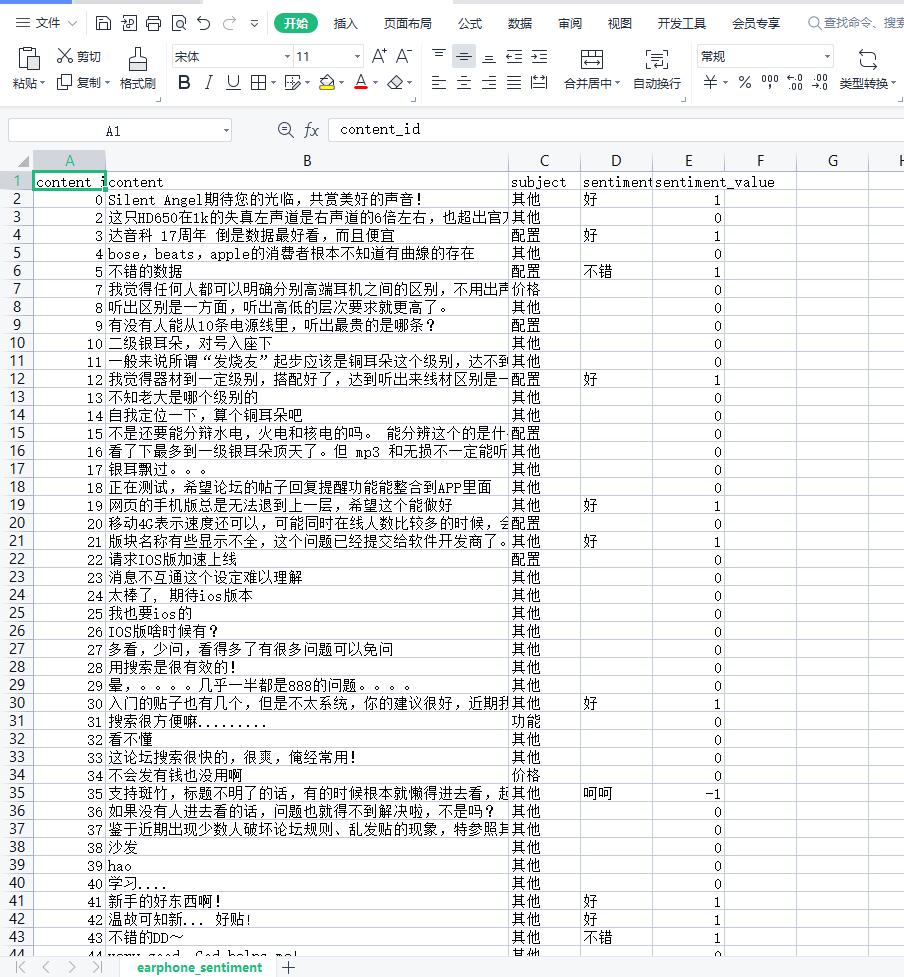 文件 开始 插入 页面布局 公式 数据 审阅 视图 开发工具 会员专享 查找命令、搜索
剪切 宋体 11 A⁺ A⁻ 常规
粘贴 复制 格式刷 B I U A 合并居中 自动换行 ¥ % 类型转换
A1 fx content_id
A B C D E F G H
1 content_i content subject sentiment sentiment_value
2 0 Silent Angel期待您的光临，共赏美好的声音！ 其他 好 1
3 2 这只HD650在1k的失真左声道是右声道的6倍左右，也超出官方 其他 0
4 3 达音科 17周年 倒是数据最好看，而且便宜 配置 好 1
5 4 bose，beats，apple的消費者根本不知道有曲線的存在 其他 0
6 5 不错的数据 配置 不错 1
7 7 我觉得任何人都可以明确分别高端耳机之间的区别，不用出声 价格 0
8 8 听出区别是一方面，听出高低的层次要求就更高了。 其他 0
9 9 有没有人能从10条电源线里，听出最贵的是哪条？ 配置 0
10 10 二级银耳朵，对号入座下 其他 0
11 11 一般来说所谓“发烧友”起步应该是铜耳朵这个级别，达不到 其他 0
12 12 我觉得器材到一定级别，搭配好了，达到听出来线材区别是一 配置 好 1
13 13 不知老大是哪个级别的 其他 0
14 14 自我定位一下，算个铜耳朵吧 其他 0
15 15 不是还要能分辩水电，火电和核电的吗。 能分辨这个的是什 配置 0
16 16 看了下最多到一级银耳朵顶天了。但 mp3 和无损不一定能听 其他 0
17 17 银耳飘过。。。 其他 0
18 18 正在测试，希望论坛的帖子回复提醒功能能整合到APP里面 其他 0
19 19 网页的手机版总是无法退到上一层，希望这个能做好 其他 好 1
20 20 移动4G表示速度还可以，可能同时在线人数比较多的时候，会 配置 0
21 21 版块名称有些显示不全，这个问题已经提交给软件开发商了。 其他 好 1
22 22 请求IOS版加速上线 配置 0
23 23 消息不互通这个设定难以理解 其他 0
24 24 太棒了，期待ios版本 其他 0
25 25 我也要ios的 其他 0
26 26 IOS版啥时候有？ 其他 0
27 27 多看，少问，看得多了有很多问题可以免问 其他 0
28 28 用搜索是很有效的！ 其他 0
29 29 晕，。。。。几乎一半都是888的问题。。。。 其他 0
30 30 入门的贴子也有几个，但是不太系统，你的建议很好，近期我 其他 好 1
31 31 搜索很方便嘛......... 功能 0
32 32 看不懂 其他 0
33 33 这论坛搜索很快的，很爽，俺经常用！ 其他 0
34 34 不会发有钱也没用啊 价格 0
35 35 支持斑竹，标题不明了的话，有的时候根本就懒得进去看，起 其他 呵呵 -1
36 36 如果没有人进去看的话，问题也就得不到解决啦，不是吗？ 其他 0
37 37 鉴于近期出现少数人破坏论坛规则、乱发贴的现象，特参照其 其他 0
38 38 沙发 其他 0
39 39 hao 其他 0
40 40 学习.... 其他 0
41 41 新手的好东西啊！ 其他 好 1
42 42 温故可知新... 好贴！ 其他 好 1
43 43 不错的DD～ 其他 不错 1
44 44
earphone_sentiment